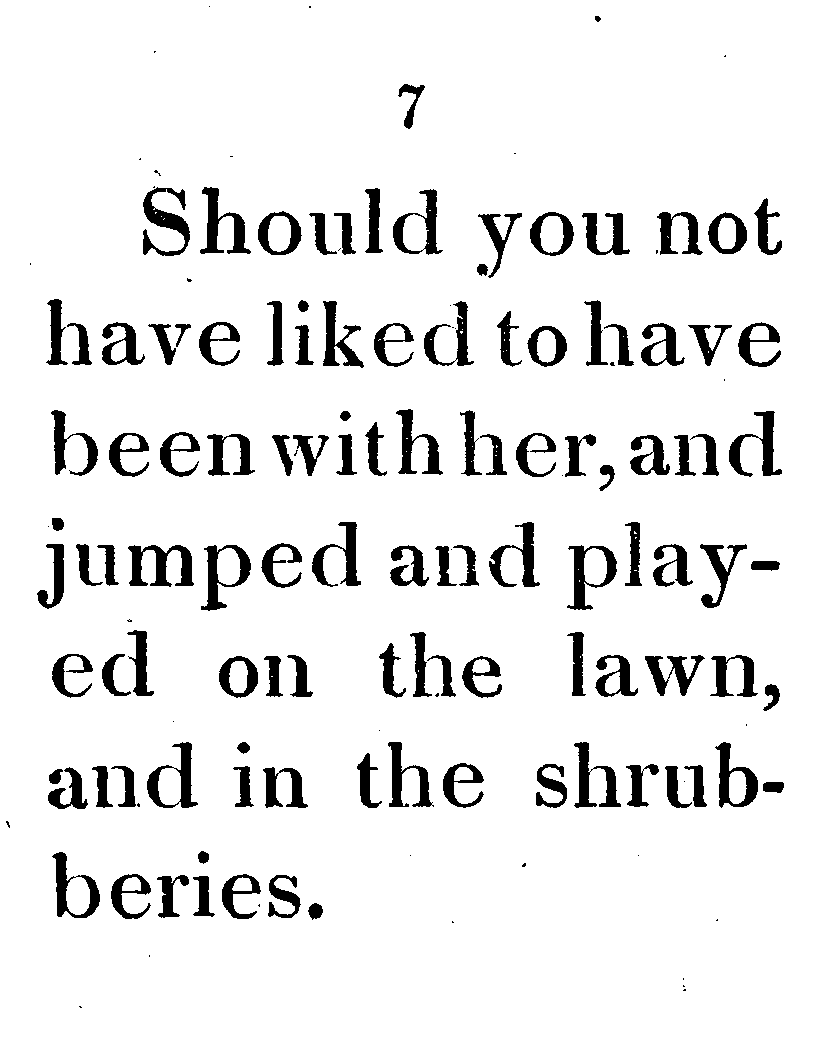 7
Should you not
have liked to have
been with her, and
jumped and play-
ed on the lawn,
and in the shrub-
beries.